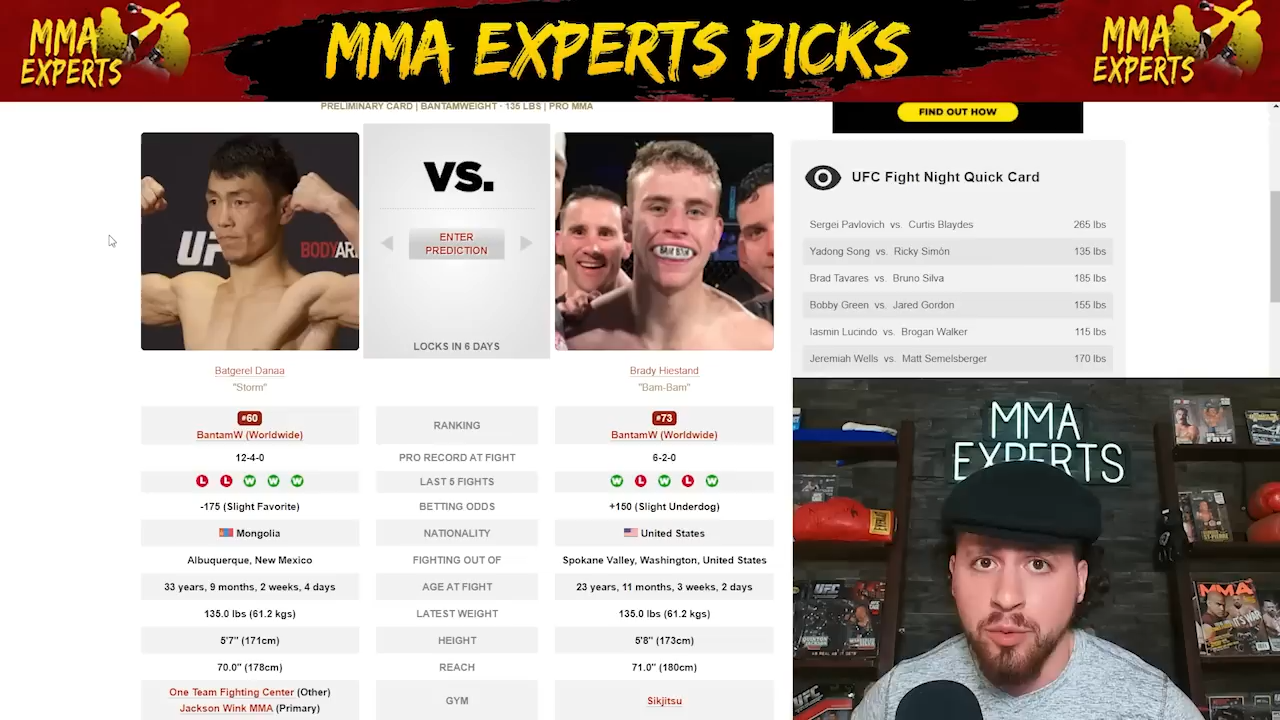 MMA
EXPERTS
MMA EXPERTS PICKS
MMA
EXPERTS
PRELIMINARY CARD | BANTAMWEIGHT · 135 LBS | PRO MMA
FIND OUT HOW
UF
BODYAR
VS.
ENTER
PREDICTION
LOCKS IN 6 DAYS
UFC Fight Night Quick Card
Sergei Pavlovich vs. Curtis Blaydes 265 lbs
Yadong Song vs. Ricky Simón 135 lbs
Brad Tavares vs. Bruno Silva 185 lbs
Bobby Green vs. Jared Gordon 155 lbs
Iasmin Lucindo vs. Brogan Walker 115 lbs
Jeremiah Wells vs. Matt Semelsberger 170 lbs
Batgerel Danaa Brady Hiestand
"Storm" "Bam-Bam"
#60 RANKING #73
BantamW (Worldwide) BantamW (Worldwide)
12-4-0 PRO RECORD AT FIGHT 6-2-0
L L W W W LAST 5 FIGHTS W L W L W
-175 (Slight Favorite) BETTING ODDS +150 (Slight Underdog)
Mongolia NATIONALITY United States
Albuquerque, New Mexico FIGHTING OUT OF Spokane Valley, Washington, United States
33 years, 9 months, 2 weeks, 4 days AGE AT FIGHT 23 years, 11 months, 3 weeks, 2 days
135.0 lbs (61.2 kgs) LATEST WEIGHT 135.0 lbs (61.2 kgs)
5'7" (171cm) HEIGHT 5'8" (173cm)
70.0" (178cm) REACH 71.0" (180cm)
One Team Fighting Center (Other) GYM Sikjitsu
Jackson Wink MMA (Primary)
MMA
EXPERTS
FRYE
UFC
MMA
UFC